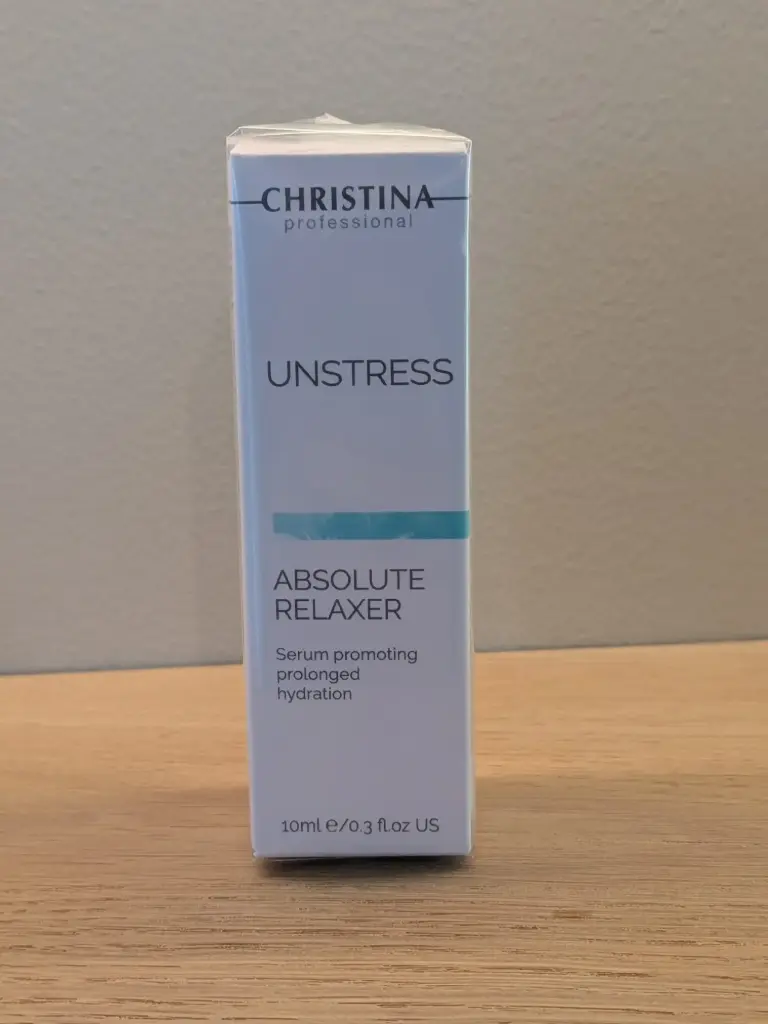 CHRISTINA
professional
UNSTRESS
ABSOLUTE
RELAXER
Serum promoting
prolonged
hydration
10ml ℮/0.3 fl.oz US